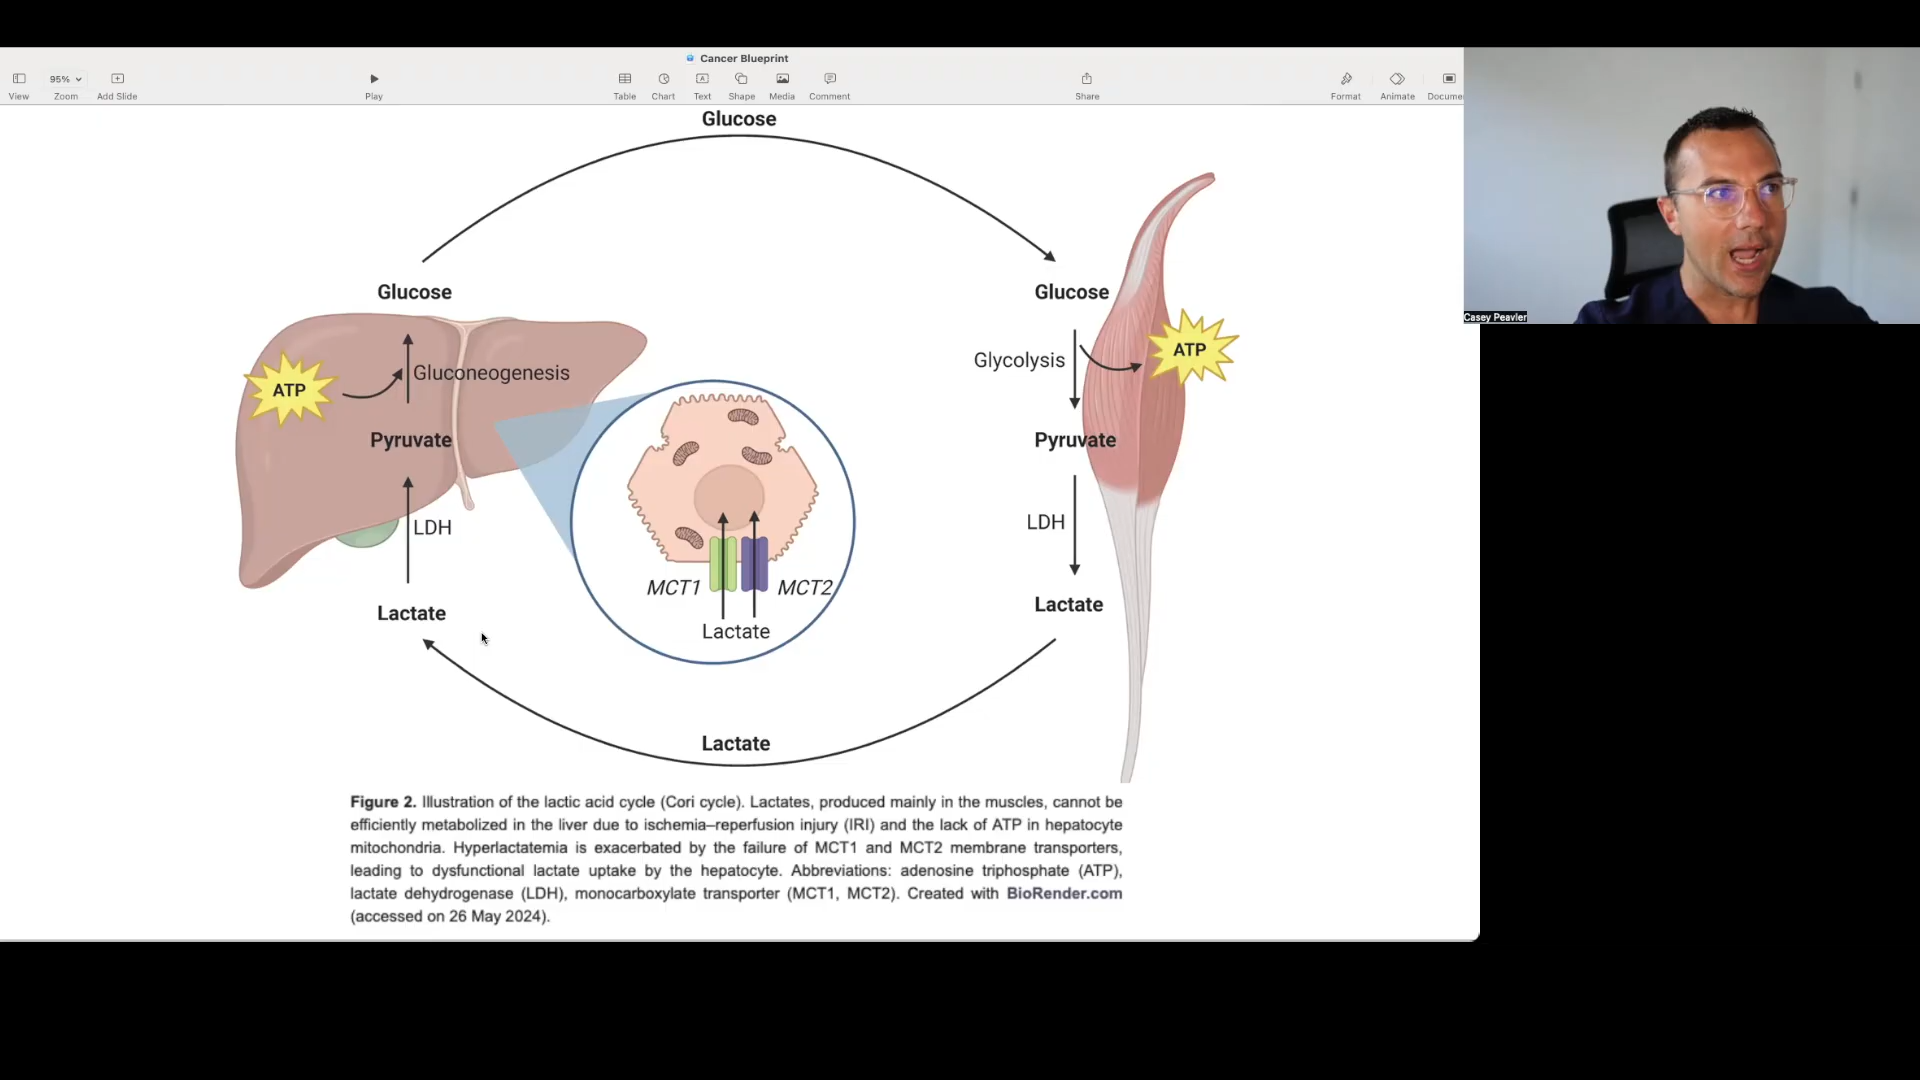 Cancer Blueprint
95%
View
Zoom
Add Slide
Play
Table
Chart
Text
Shape
Media
Comment
Share
Format
Animate
Docume
Casey Peavler
Glucose
Glucose
ATP
Gluconeogenesis
Pyruvate
LDH
Lactate
MCT1
MCT2
Lactate
Glucose
Glycolysis
ATP
Pyruvate
LDH
Lactate
Lactate
Figure 2. Illustration of the lactic acid cycle (Cori cycle). Lactates, produced mainly in the muscles, cannot be
efficiently metabolized in the liver due to ischemia–reperfusion injury (IRI) and the lack of ATP in hepatocyte
mitochondria. Hyperlactatemia is exacerbated by the failure of MCT1 and MCT2 membrane transporters,
leading to dysfunctional lactate uptake by the hepatocyte. Abbreviations: adenosine triphosphate (ATP),
lactate dehydrogenase (LDH), monocarboxylate transporter (MCT1, MCT2). Created with BioRender.com
(accessed on 26 May 2024).